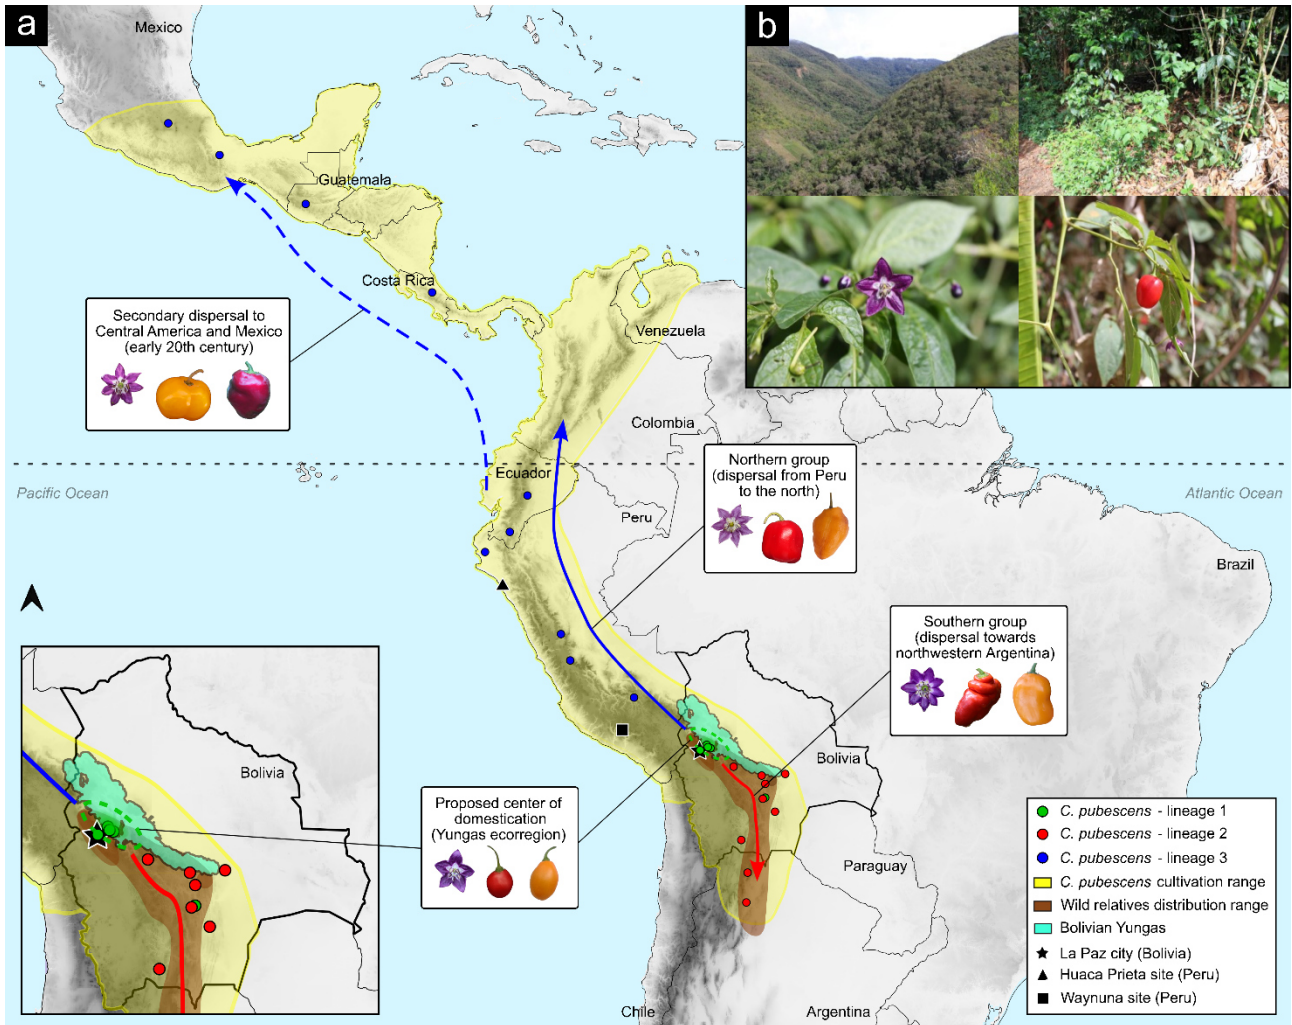 a
b
Mexico
Guatemala
Costa Rica
Venezuela
Secondary dispersal to
Central America and Mexico
(early 20th century)
Colombia
Northern group
(dispersal from Peru
to the north)
Ecuador
Pacific Ocean
Atlantic Ocean
Peru
Brazil
Southern group
(dispersal towards
northwestern Argentina)
Bolivia
Bolivia
Proposed center of
domestication
(Yungas ecorregion)
Paraguay
Chile
Argentina
C. pubescens - lineage 1
C. pubescens - lineage 2
C. pubescens - lineage 3
C. pubescens cultivation range
Wild relatives distribution range
Bolivian Yungas
La Paz city (Bolivia)
Huaca Prieta site (Peru)
Waynuna site (Peru)